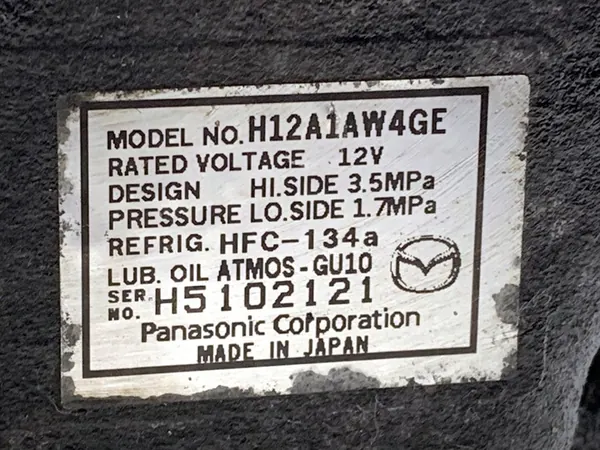 MODEL NO. H12A1AW4GE
RATED VOLTAGE 12V
DESIGN HI.SIDE 3.5MPa
PRESSURE LO.SIDE 1.7MPa
REFRIG. HFC-134a
LUB. OIL ATMOS-GU10
SER. NO. H5102121
Panasonic Corporation
MADE IN JAPAN